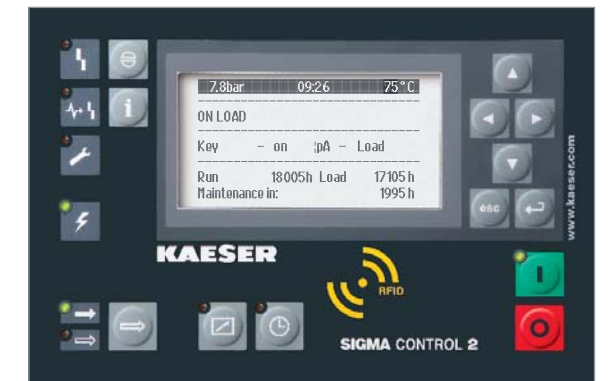 7.8bar 09:26 75°C
ON LOAD
Key - on ¦pA - Load
Run 18005h Load 17105h
Maintenance in: 1995h
esc
www.kaeser.com
KAESER
RFID
I
O
i
SIGMA CONTROL 2